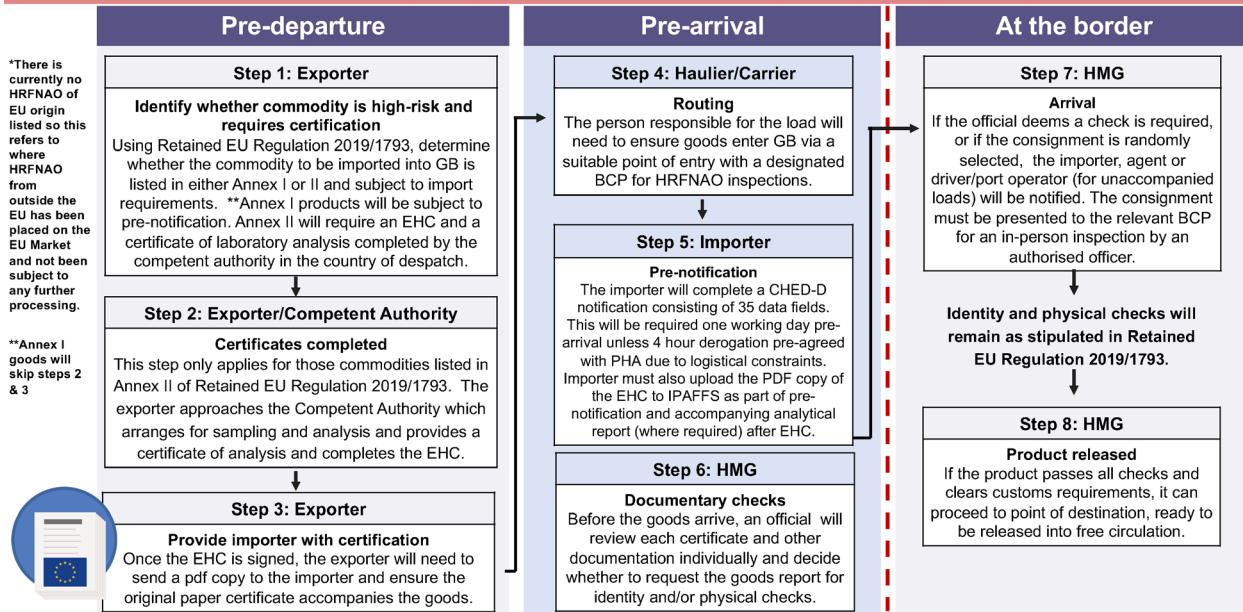 Pre-departure
*There is
currently no
HRFNAO of
EU origin
listed so this
refers to
where
HRFNAO
from
outside the
EU has been
placed on the
EU Market
and not been
subject to
any further
processing.
**Annex I
goods will
skip steps 2
& 3
Step 1: Exporter
Identify whether commodity is high-risk and
requires certification
Using Retained EU Regulation 2019/1793, determine
whether the commodity to be imported into GB is
listed in either Annex I or II and subject to import
requirements. **Annex I products will be subject to
pre-notification. Annex II will require an EHC and a
certificate of laboratory analysis completed by the
competent authority in the country of despatch.
Step 2: Exporter/Competent Authority
Certificates completed
This step only applies for those commodities listed in
Annex II of Retained EU Regulation 2019/1793. The
exporter approaches the Competent Authority which
arranges for sampling and analysis and provides a
certificate of analysis and completes the EHC.
Step 3: Exporter
Provide importer with certification
Once the EHC is signed, the exporter will need to
send a pdf copy to the importer and ensure the
original paper certificate accompanies the goods.
Pre-arrival
Step 4: Haulier/Carrier
Routing
The person responsible for the load will
need to ensure goods enter GB via a
suitable point of entry with a designated
BCP for HRFNAO inspections.
Step 5: Importer
Pre-notification
The importer will complete a CHED-D
notification consisting of 35 data fields.
This will be required one working day pre-
arrival unless 4 hour derogation pre-agreed
with PHA due to logistical constraints.
Importer must also upload the PDF copy of
the EHC to IPAFFS as part of pre-
notification and accompanying analytical
report (where required) after EHC.
Step 6: HMG
Documentary checks
Before the goods arrive, an official will
review each certificate and other
documentation individually and decide
whether to request the goods report for
identity and/or physical checks.
At the border
Step 7: HMG
Arrival
If the official deems a check is required,
or if the consignment is randomly
selected, the importer, agent or
driver/port operator (for unaccompanied
loads) will be notified. The consignment
must be presented to the relevant BCP
for an in-person inspection by an
authorised officer.
Identity and physical checks will
remain as stipulated in Retained
EU Regulation 2019/1793.
Step 8: HMG
Product released
If the product passes all checks and
clears customs requirements, it can
proceed to point of destination, ready to
be released into free circulation.